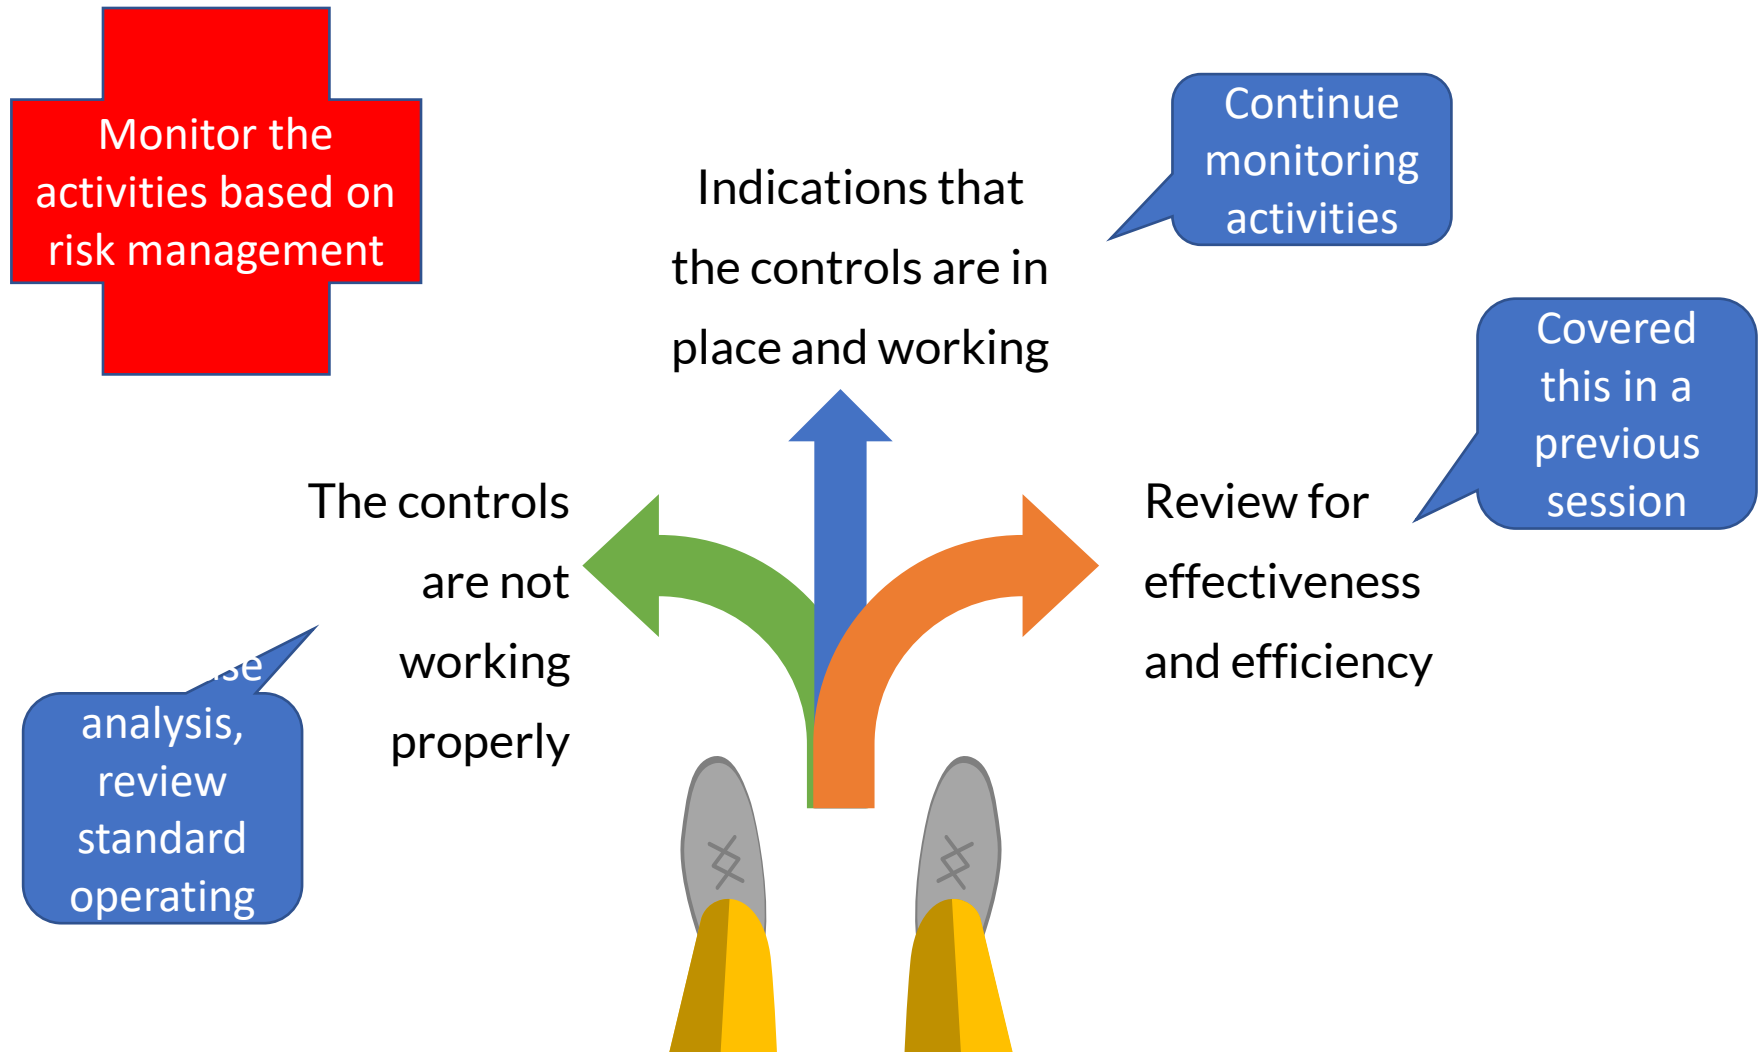 Monitor the
activities based on
risk management
Indications that
the controls are in
place and working
Continue
monitoring
activities
The controls
are not
working
properly
Review for
effectiveness
and efficiency
Covered
this in a
previous
session
analysis,
review
standard
operating